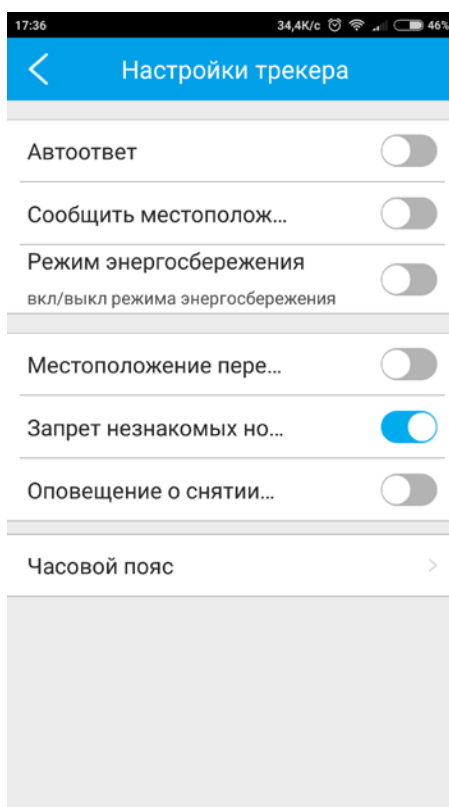 17:36 34,4K/c 46%
Настройки трекера
Автоответ
Сообщить местополож...
Режим энергосбережения
вкл/выкл режима энергосбережения
Местоположение пере...
Запрет незнакомых но...
Оповещение о снятии...
Часовой пояс